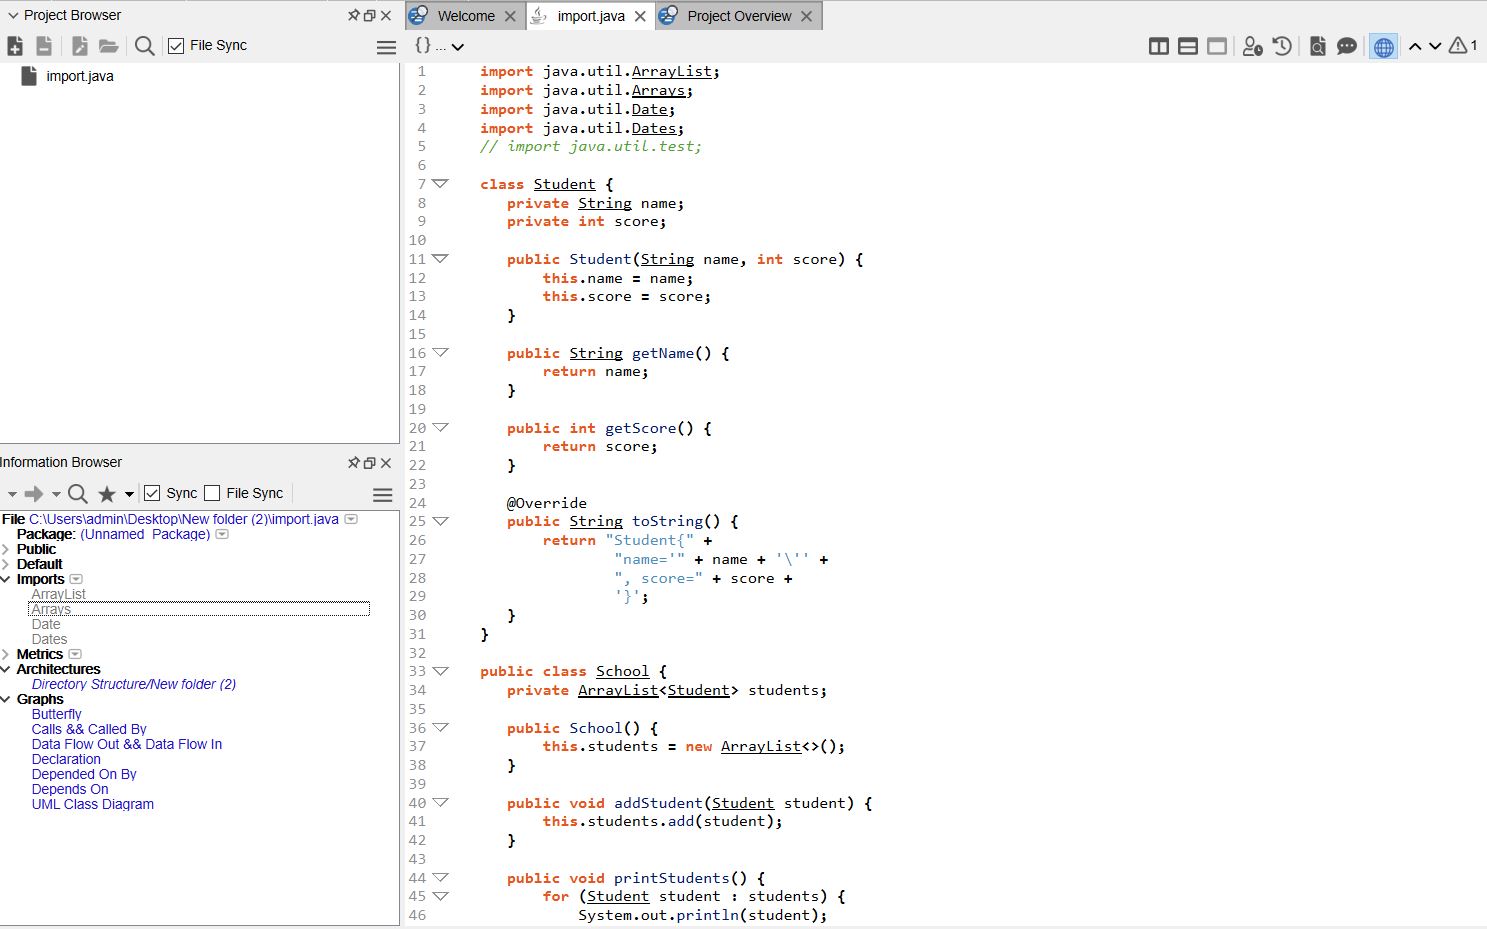 Project Browser
File Sync
import.java
Information Browser
Sync File Sync
File C:\Users\admin\Desktop\New folder (2)\import.java
Package: (Unnamed Package)
Public
Default
Imports
ArrayList
Arrays
Date
Dates
Metrics
Architectures
Directory Structure/New folder (2)
Graphs
Butterfly
Calls && Called By
Data Flow Out && Data Flow In
Declaration
Depended On By
Depends On
UML Class Diagram
Welcome import.java Project Overview
{} ... 1
1 import java.util.ArrayList;
2 import java.util.Arrays;
3 import java.util.Date;
4 import java.util.Dates;
5 // import java.util.test;
6
7 class Student {
8 private String name;
9 private int score;
10
11 public Student(String name, int score) {
12 this.name = name;
13 this.score = score;
14 }
15
16 public String getName() {
17 return name;
18 }
19
20 public int getScore() {
21 return score;
22 }
23
24 @Override
25 public String toString() {
26 return "Student{" +
27 "name='" + name + '\'' +
28 ", score=" + score +
29 '}';
30 }
31 }
32
33 public class School {
34 private ArrayList<Student> students;
35
36 public School() {
37 this.students = new ArrayList<>();
38 }
39
40 public void addStudent(Student student) {
41 this.students.add(student);
42 }
43
44 public void printStudents() {
45 for (Student student : students) {
46 System.out.println(student);